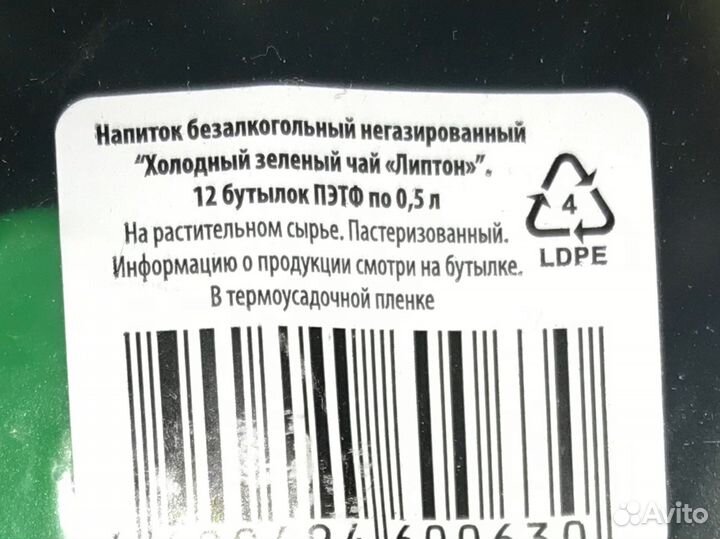 Напиток безалкогольный негазированный
“Холодный зеленый чай «Липтон»”.
12 бутылок ПЭТФ по 0,5 л
На растительном сырье. Пастеризованный.
Информацию о продукции смотри на бутылке.
В термоусадочной пленке
4
LDPE
600630
Avito